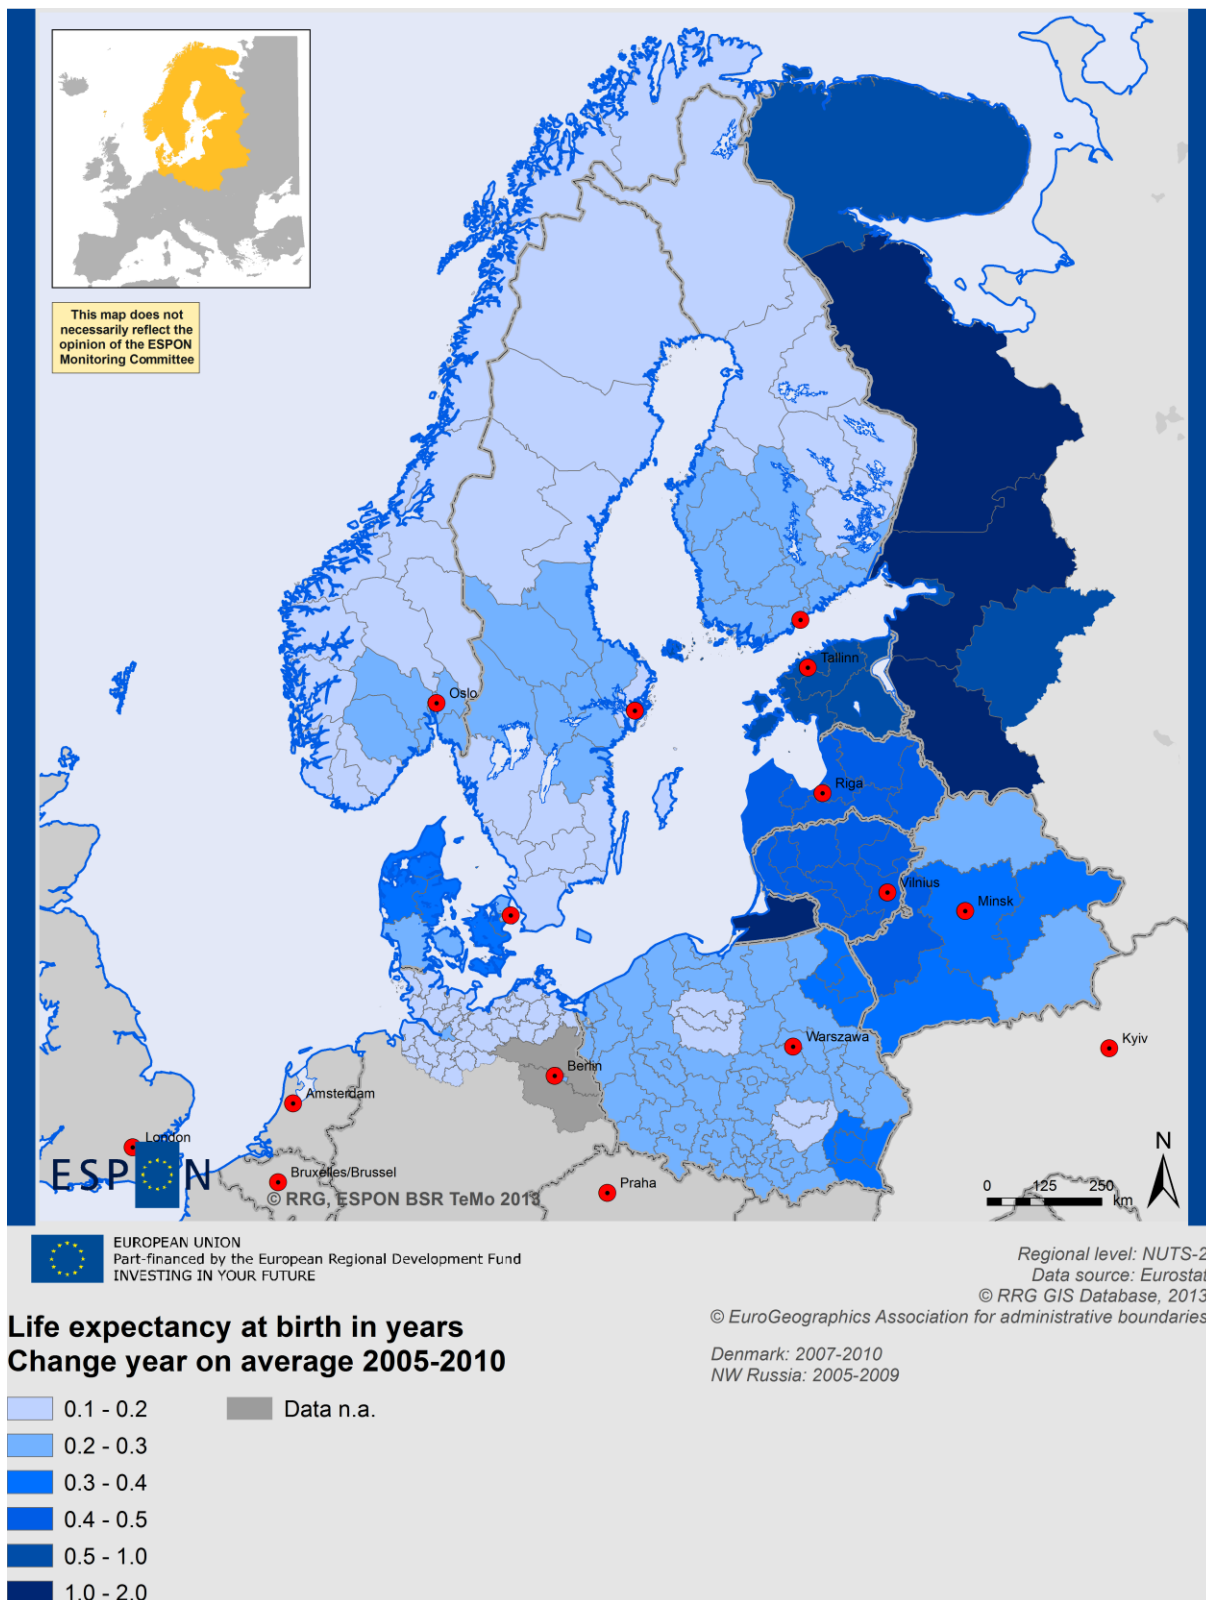 This map does not
necessarily reflect the
opinion of the ESPON
Monitoring Committee
Oslo
Tallinn
Riga
Vilnius
Minsk
Warszawa
Kyiv
Berlin
Amsterdam
London
Bruxelles/Brussel
Praha
ESPON
© RRG, ESPON BSR TeMo 2013
N
0 125 250
km
EUROPEAN UNION
Part-financed by the European Regional Development Fund
INVESTING IN YOUR FUTURE
Regional level: NUTS-2
Data source: Eurostat
© RRG GIS Database, 2013
© EuroGeographics Association for administrative boundaries
Denmark: 2007-2010
NW Russia: 2005-2009
Life expectancy at birth in years
Change year on average 2005-2010
0.1 - 0.2
Data n.a.
0.2 - 0.3
0.3 - 0.4
0.4 - 0.5
0.5 - 1.0
1.0 - 2.0